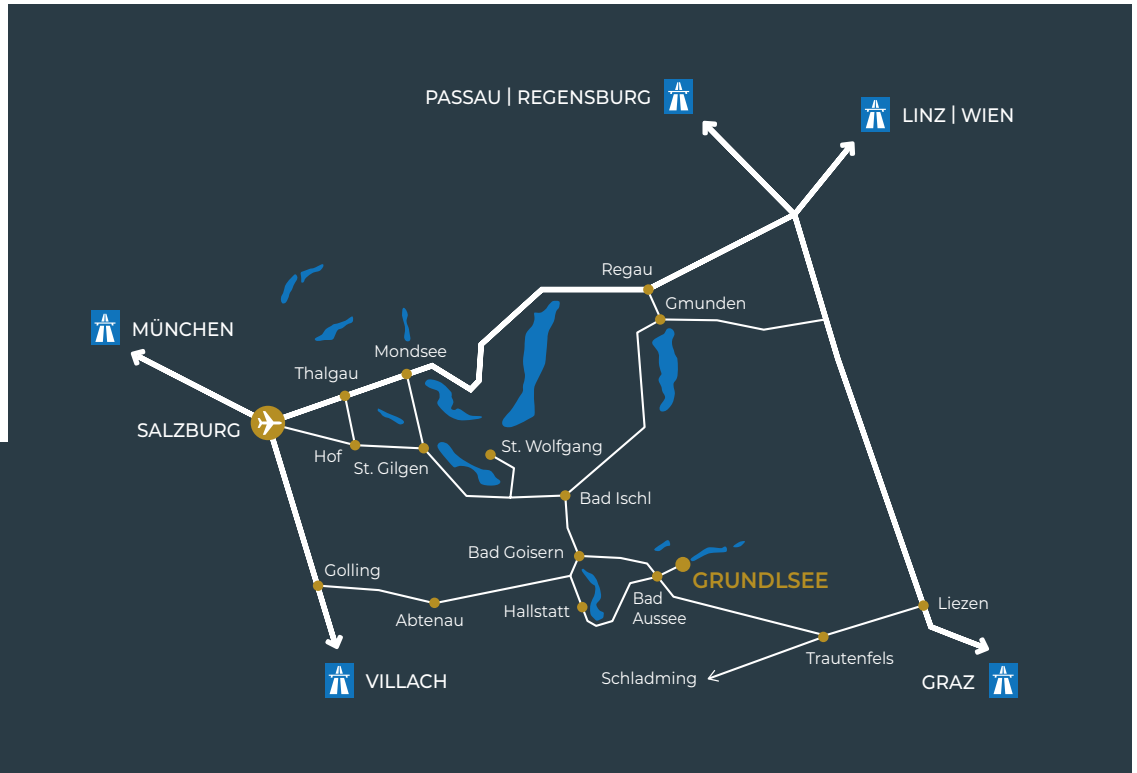 PASSAU | REGENSBURG
LINZ | WIEN
Regau
Gmunden
MÜNCHEN
Mondsee
Thalgau
SALZBURG
Hof
St. Gilgen
St. Wolfgang
Bad Ischl
Bad Goisern
Golling
GRUNDLSEE
Abtenau
Hallstatt
Bad
Aussee
Liezen
Trautenfels
Schladming
VILLACH
GRAZ